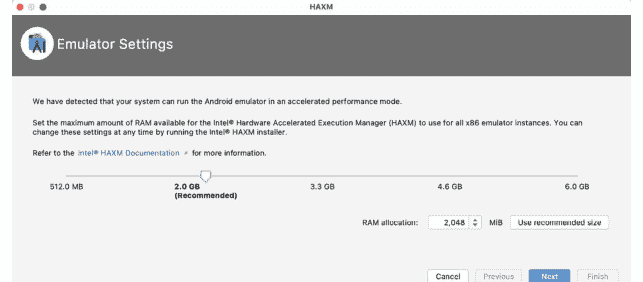 HAXM
Emulator Settings
We have detected that your system can run the Android emulator in an accelerated performance mode.
Set the maximum amount of RAM available for the Intel® Hardware Accelerated Execution Manager (HAXM) to use for all x86 emulator instances. You can
change these settings at any time by running the Intel® HAXM installer.
Refer to the Intel® HAXM Documentation ↗ for more information.
512.0 MB 2.0 GB 3.3 GB 4.6 GB 6.0 GB
(Recommended)
RAM allocation: 2,048 MiB Use recommended size
Cancel Previous Next Finish